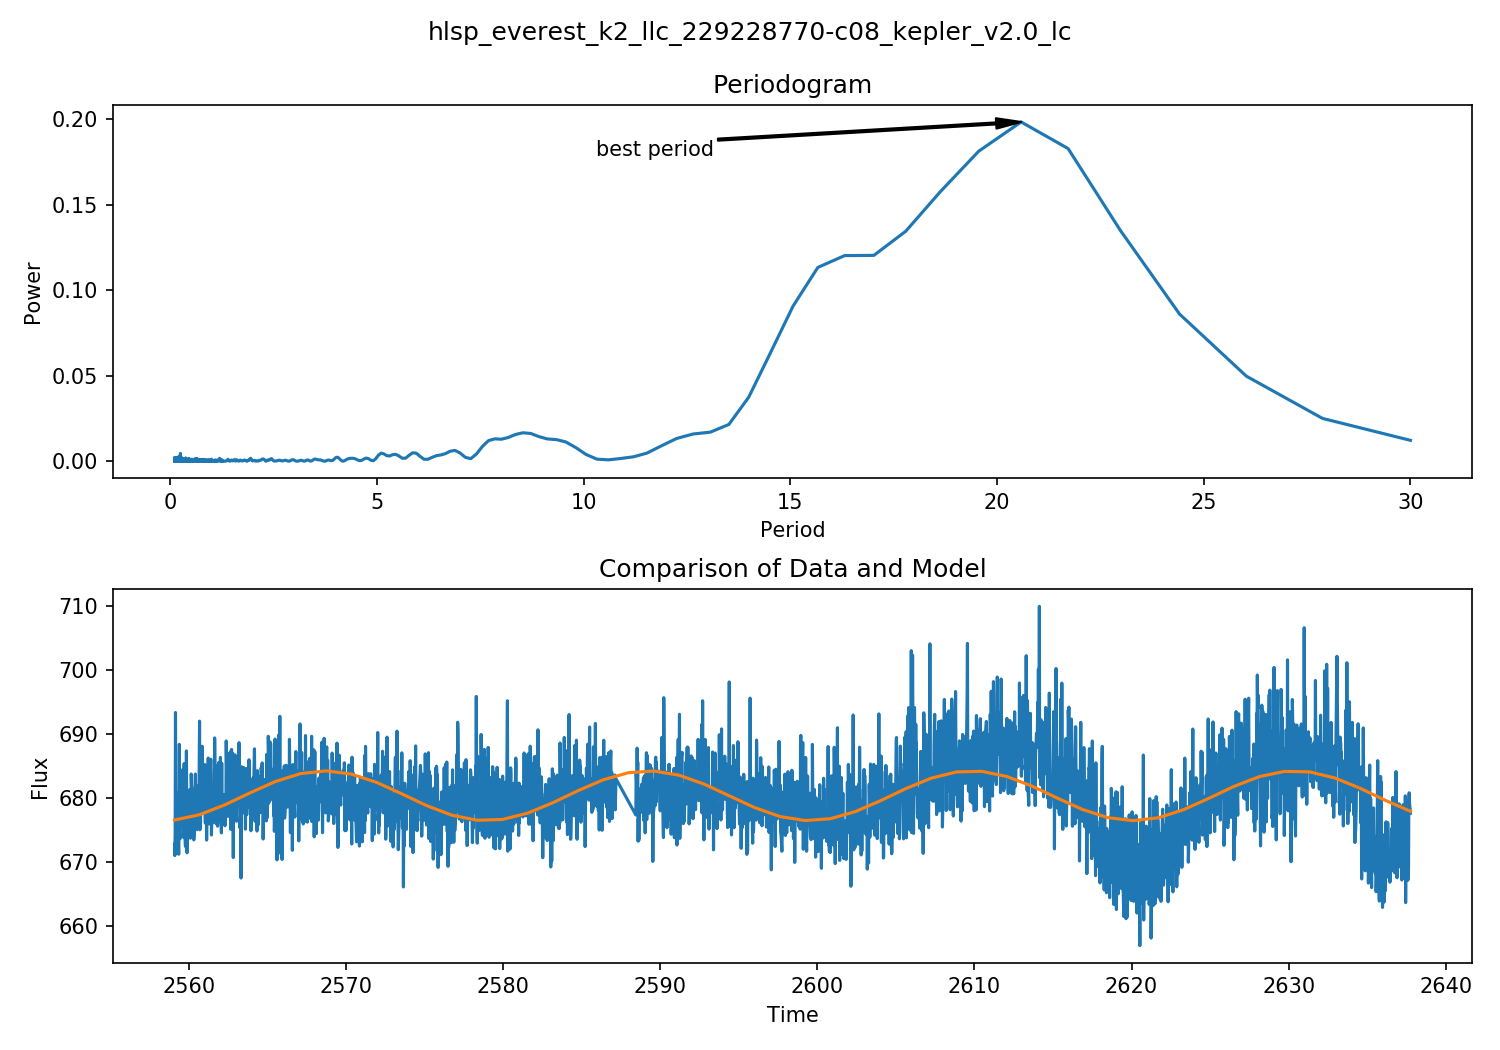 hlsp_everest_k2_llc_229228770-c08_kepler_v2.0_lc
Periodogram
0.20
0.15
0.10
0.05
0.00
Power
best period
0 5 10 15 20 25 30
Period
Comparison of Data and Model
710
700
690
680
670
660
Flux
2560 2570 2580 2590 2600 2610 2620 2630 2640
Time